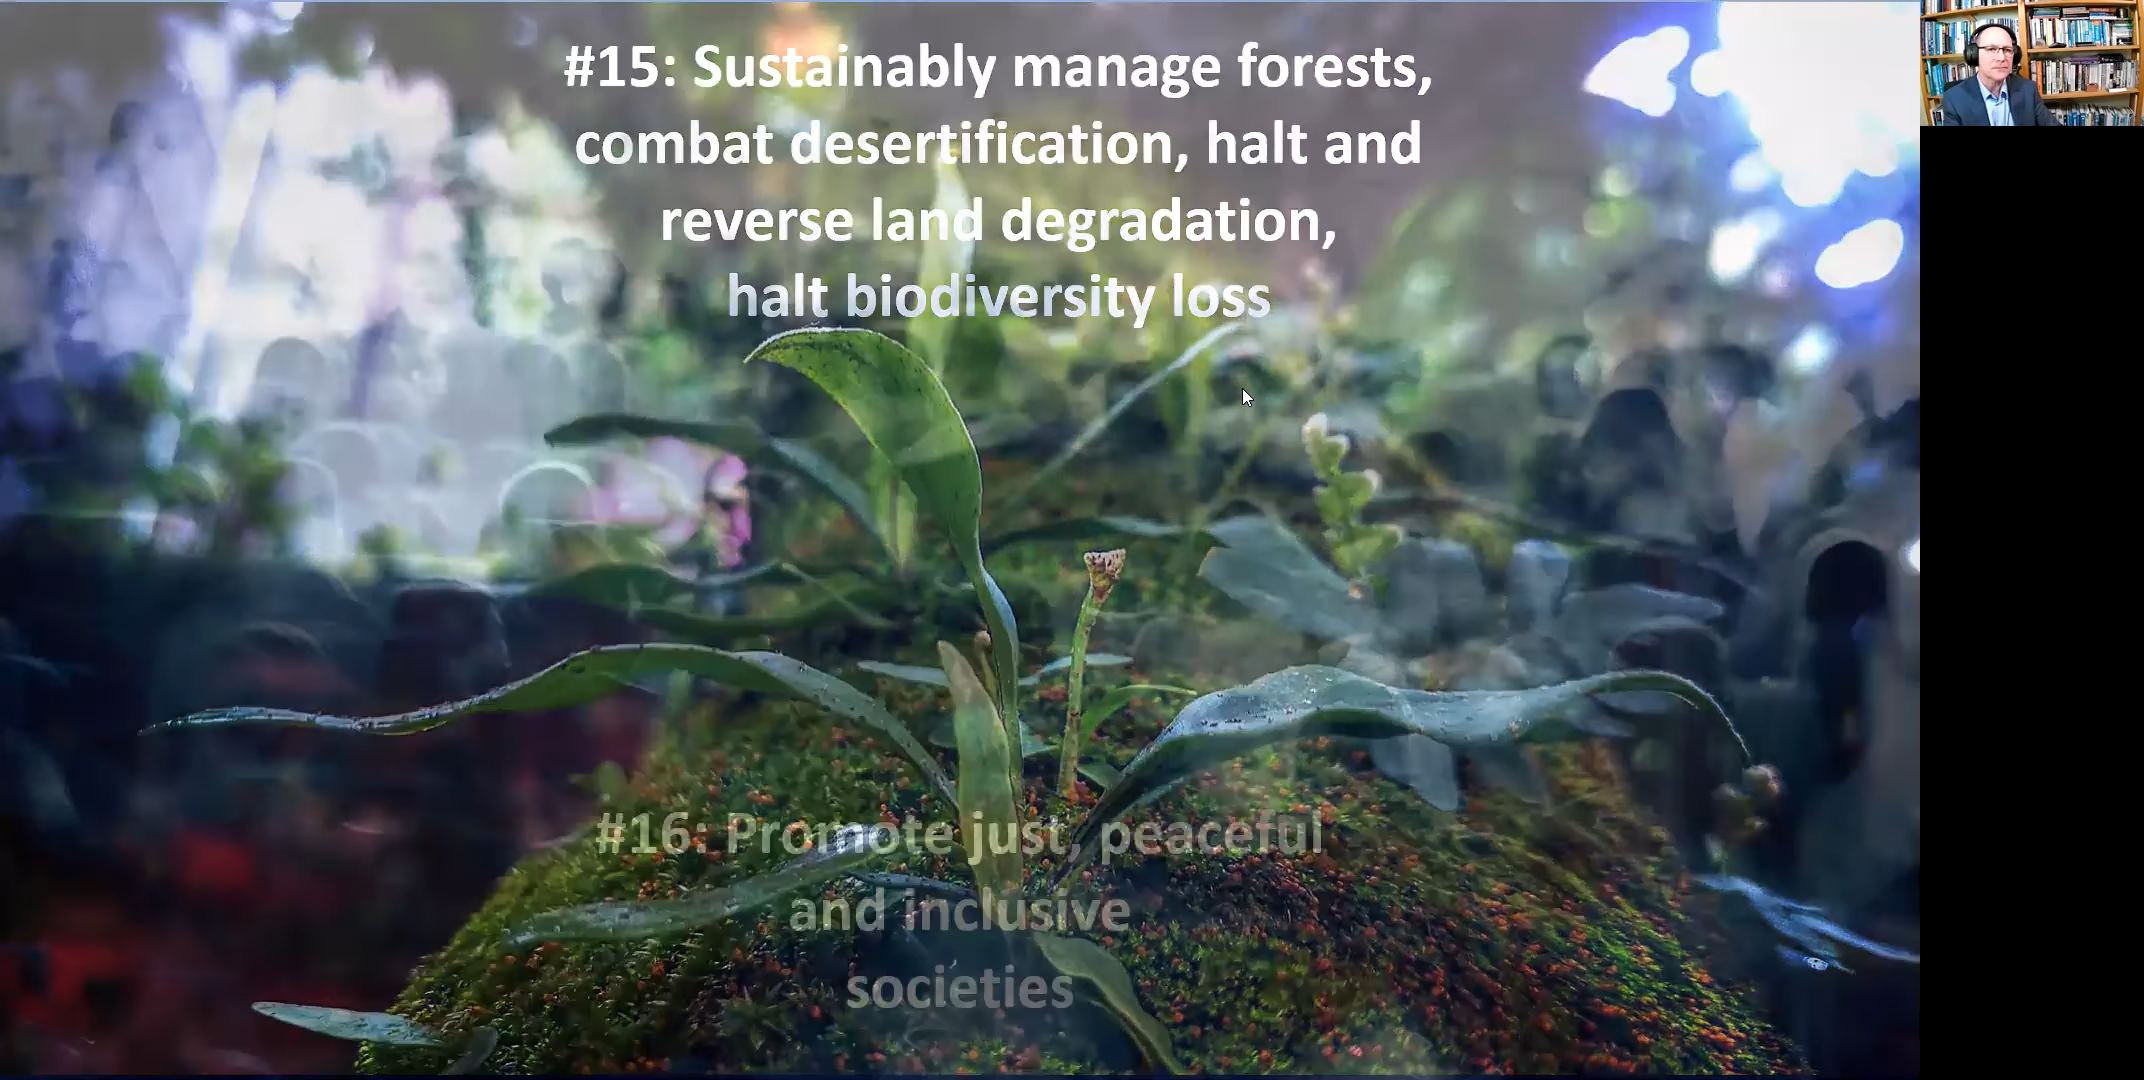 #15: Sustainably manage forests,
combat desertification, halt and
reverse land degradation,
halt biodiversity loss
#16: Promote just, peaceful
and inclusive
societies